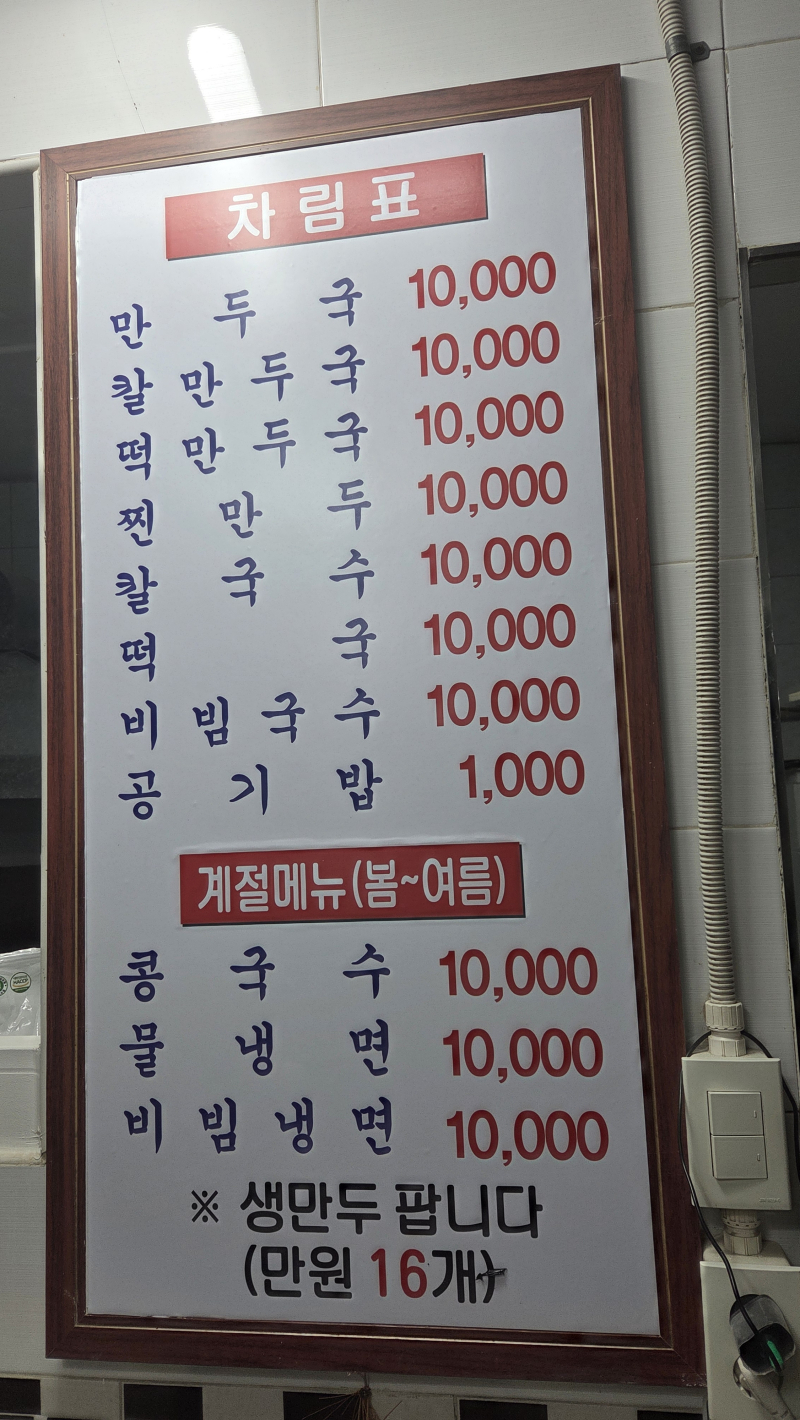 차림표
만두국 10,000
칼만두국 10,000
떡만두국 10,000
찐만두 10,000
칼국수 10,000
떡국 10,000
비빔국수 10,000
공기밥 1,000
계절메뉴(봄~여름)
콩국수 10,000
물냉면 10,000
비빔냉면 10,000
※ 생만두 팝니다
(만원 16개)
HACCP